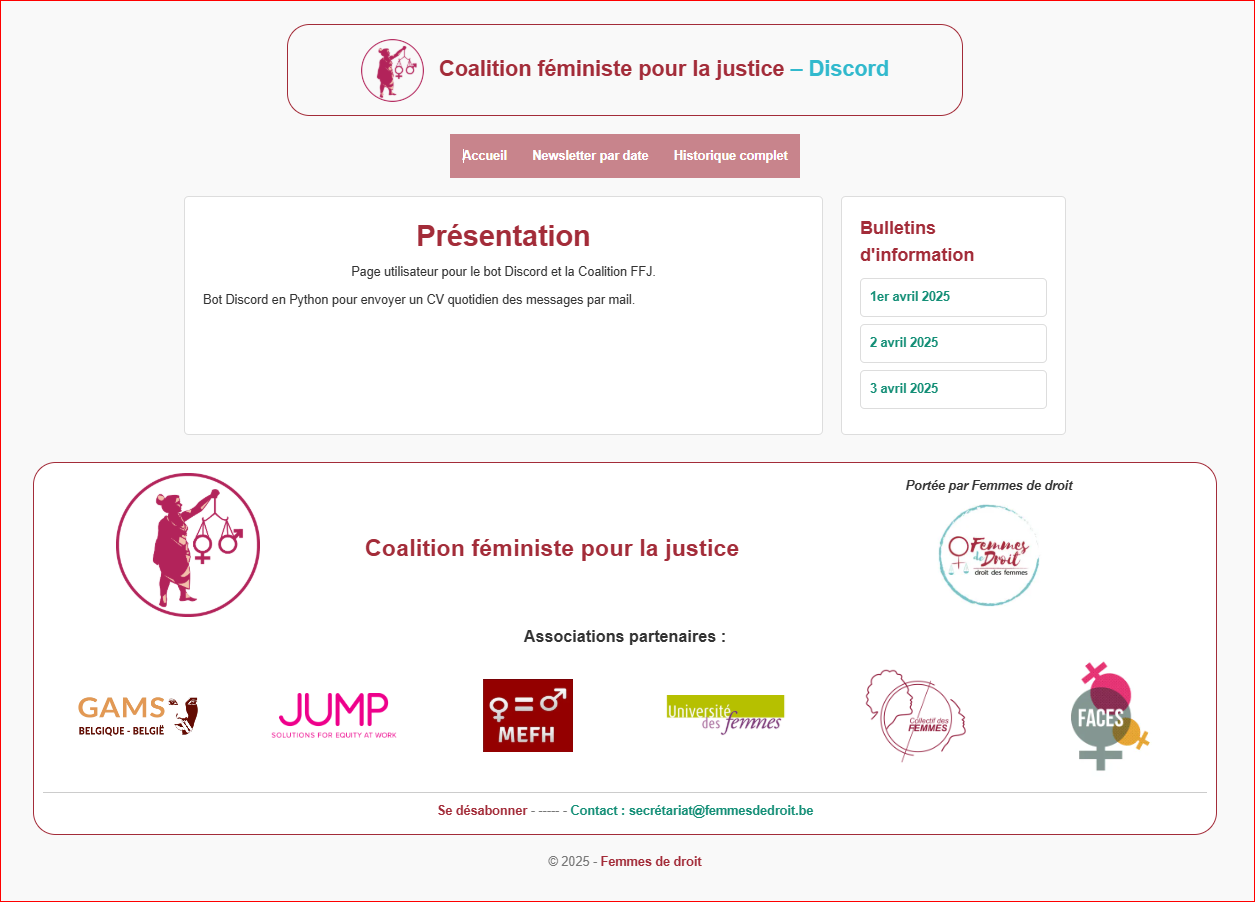 Coalition féministe pour la justice – Discord
Accueil Newsletter par date Historique complet
Présentation
Page utilisateur pour le bot Discord et la Coalition FFJ.
Bot Discord en Python pour envoyer un CV quotidien des messages par mail.
Bulletins
d'information
1er avril 2025
2 avril 2025
3 avril 2025
Coalition féministe pour la justice
Portée par Femmes de droit
Femmes
de Droit
droit des femmes
Associations partenaires :
GAMS
BELGIQUE - BELGIË
JUMP
SOLUTIONS FOR EQUITY AT WORK
=
MEFH
Université
des femmes
Collectif des
FEMMES
FACES
Se désabonner - ----- - Contact : secrétariat@femmesdedroit.be
© 2025 - Femmes de droit